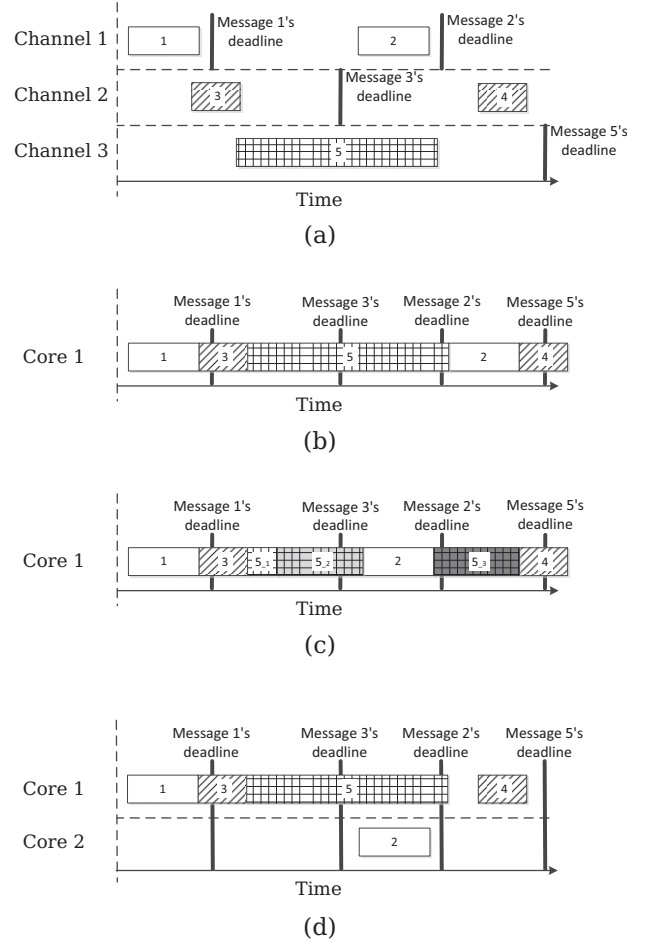 Channel 1
1
Message 1's
deadline
2
Message 2's
deadline
Channel 2
3
Message 3's
deadline
4
Channel 3
5
Message 5's
deadline
Time
(a)
Message 1's
deadline
Message 3's
deadline
Message 2's
deadline
Message 5's
deadline
Core 1
1
3
5
2
4
Time
(b)
Message 1's
deadline
Message 3's
deadline
Message 2's
deadline
Message 5's
deadline
Core 1
1
3
5_1
5_2
2
5_3
4
Time
(c)
Message 1's
deadline
Message 3's
deadline
Message 2's
deadline
Message 5's
deadline
Core 1
1
3
5
4
Core 2
2
Time
(d)